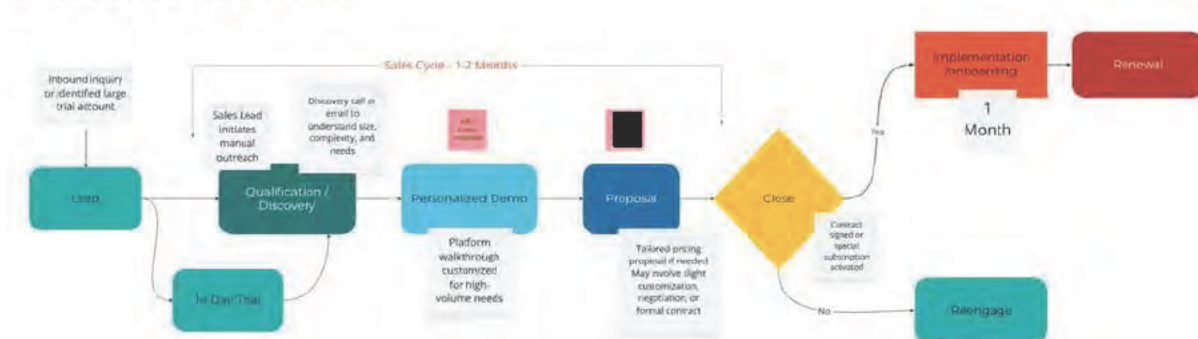 Sales Cycle - 1-2 Months
Inbound inquiry
or identified large
trial account
Sales Lead
initiates
manual
outreach
Discovery call or
email to
understand size,
complexity, and
needs
Lead
Qualification /
Discovery
Personalized Demo
Proposal
Close
Yes
Implementation
/onboarding
1
Month
Renewal
Platform
walkthrough
customized
for high-
volume needs
Tailored pricing
proposal if needed
May involve slight
customization,
negotiation, or
formal contract
Contract
signed or
special
subscription
activated
Day Trial
No
Reengage